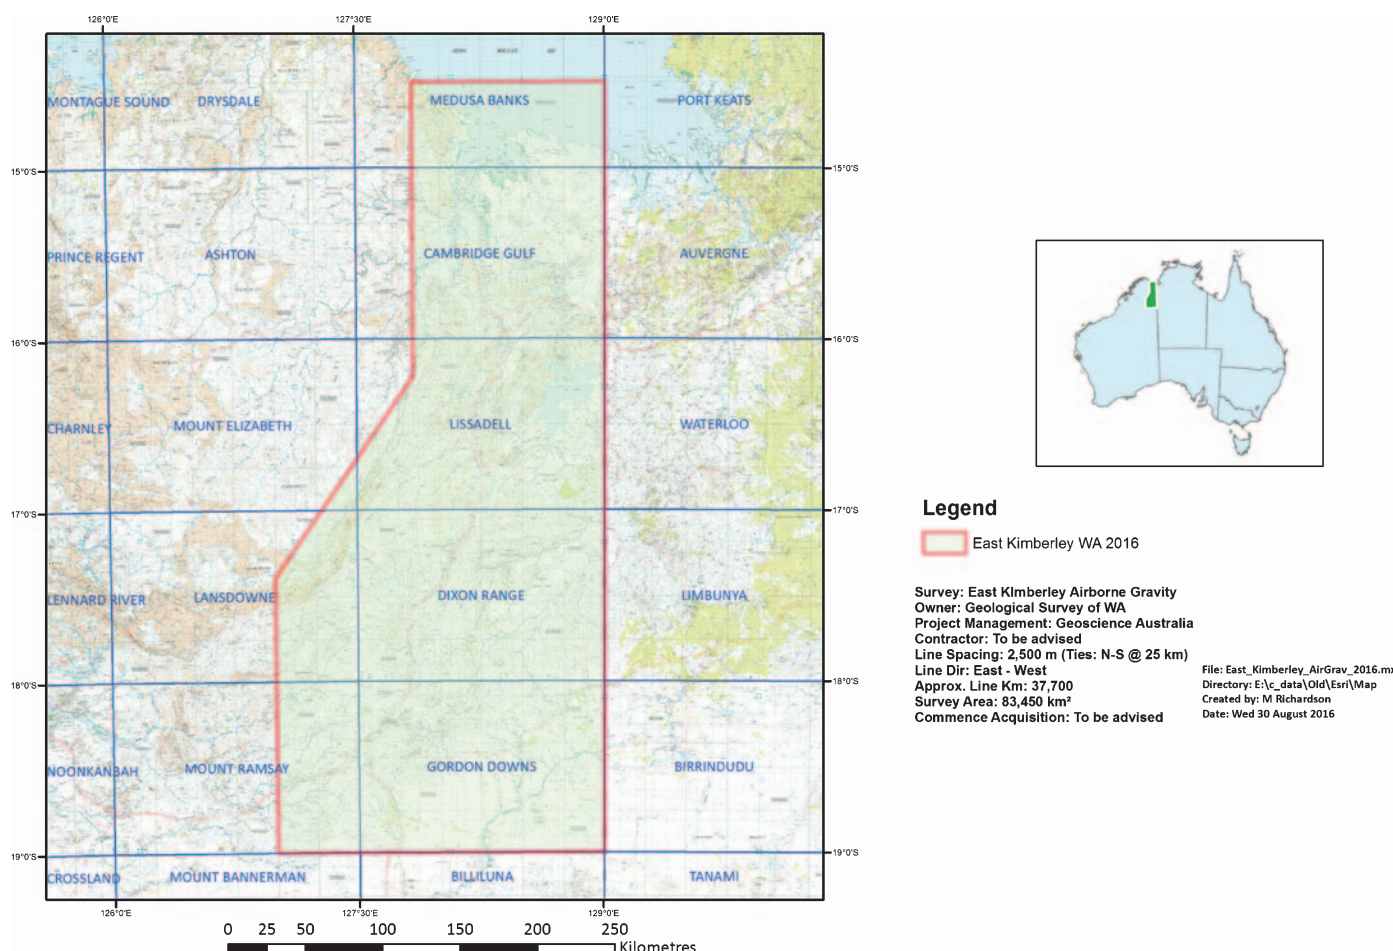 126°0'E 127°30'E 129°0'E
MONTAGUE SOUND DRYSDALE MEDUSA BANKS PORT KEATS
15°0'S 15°0'S
PRINCE REGENT ASHTON CAMBRIDGE GULF AUVERGNE
16°0'S 16°0'S
CHARNLEY MOUNT ELIZABETH LISSADELL WATERLOO
17°0'S 17°0'S
LENNARD RIVER LANSDOWNE DIXON RANGE LIMBUNYA
18°0'S 18°0'S
NOONKANBAH MOUNT RAMSAY GORDON DOWNS BIRRINDUDU
19°0'S 19°0'S
CROSSLAND MOUNT BANNERMAN BILLILUNA TANAMI
126°0'E 127°30'E 129°0'E
0 25 50 100 150 200 250
Kilometres
Legend
East Kimberley WA 2016
Survey: East KImberley Airborne Gravity
Owner: Geological Survey of WA
Project Management: Geoscience Australia
Contractor: To be advised
Line Spacing: 2,500 m (Ties: N-S @ 25 km)
Line Dir: East - West
Approx. Line Km: 37,700
Survey Area: 83,450 km²
Commence Acquisition: To be advised
File: East_Kimberley_AirGrav_2016.mx
Directory: E:\c_data\Old\Esri\Map
Created by: M Richardson
Date: Wed 30 August 2016